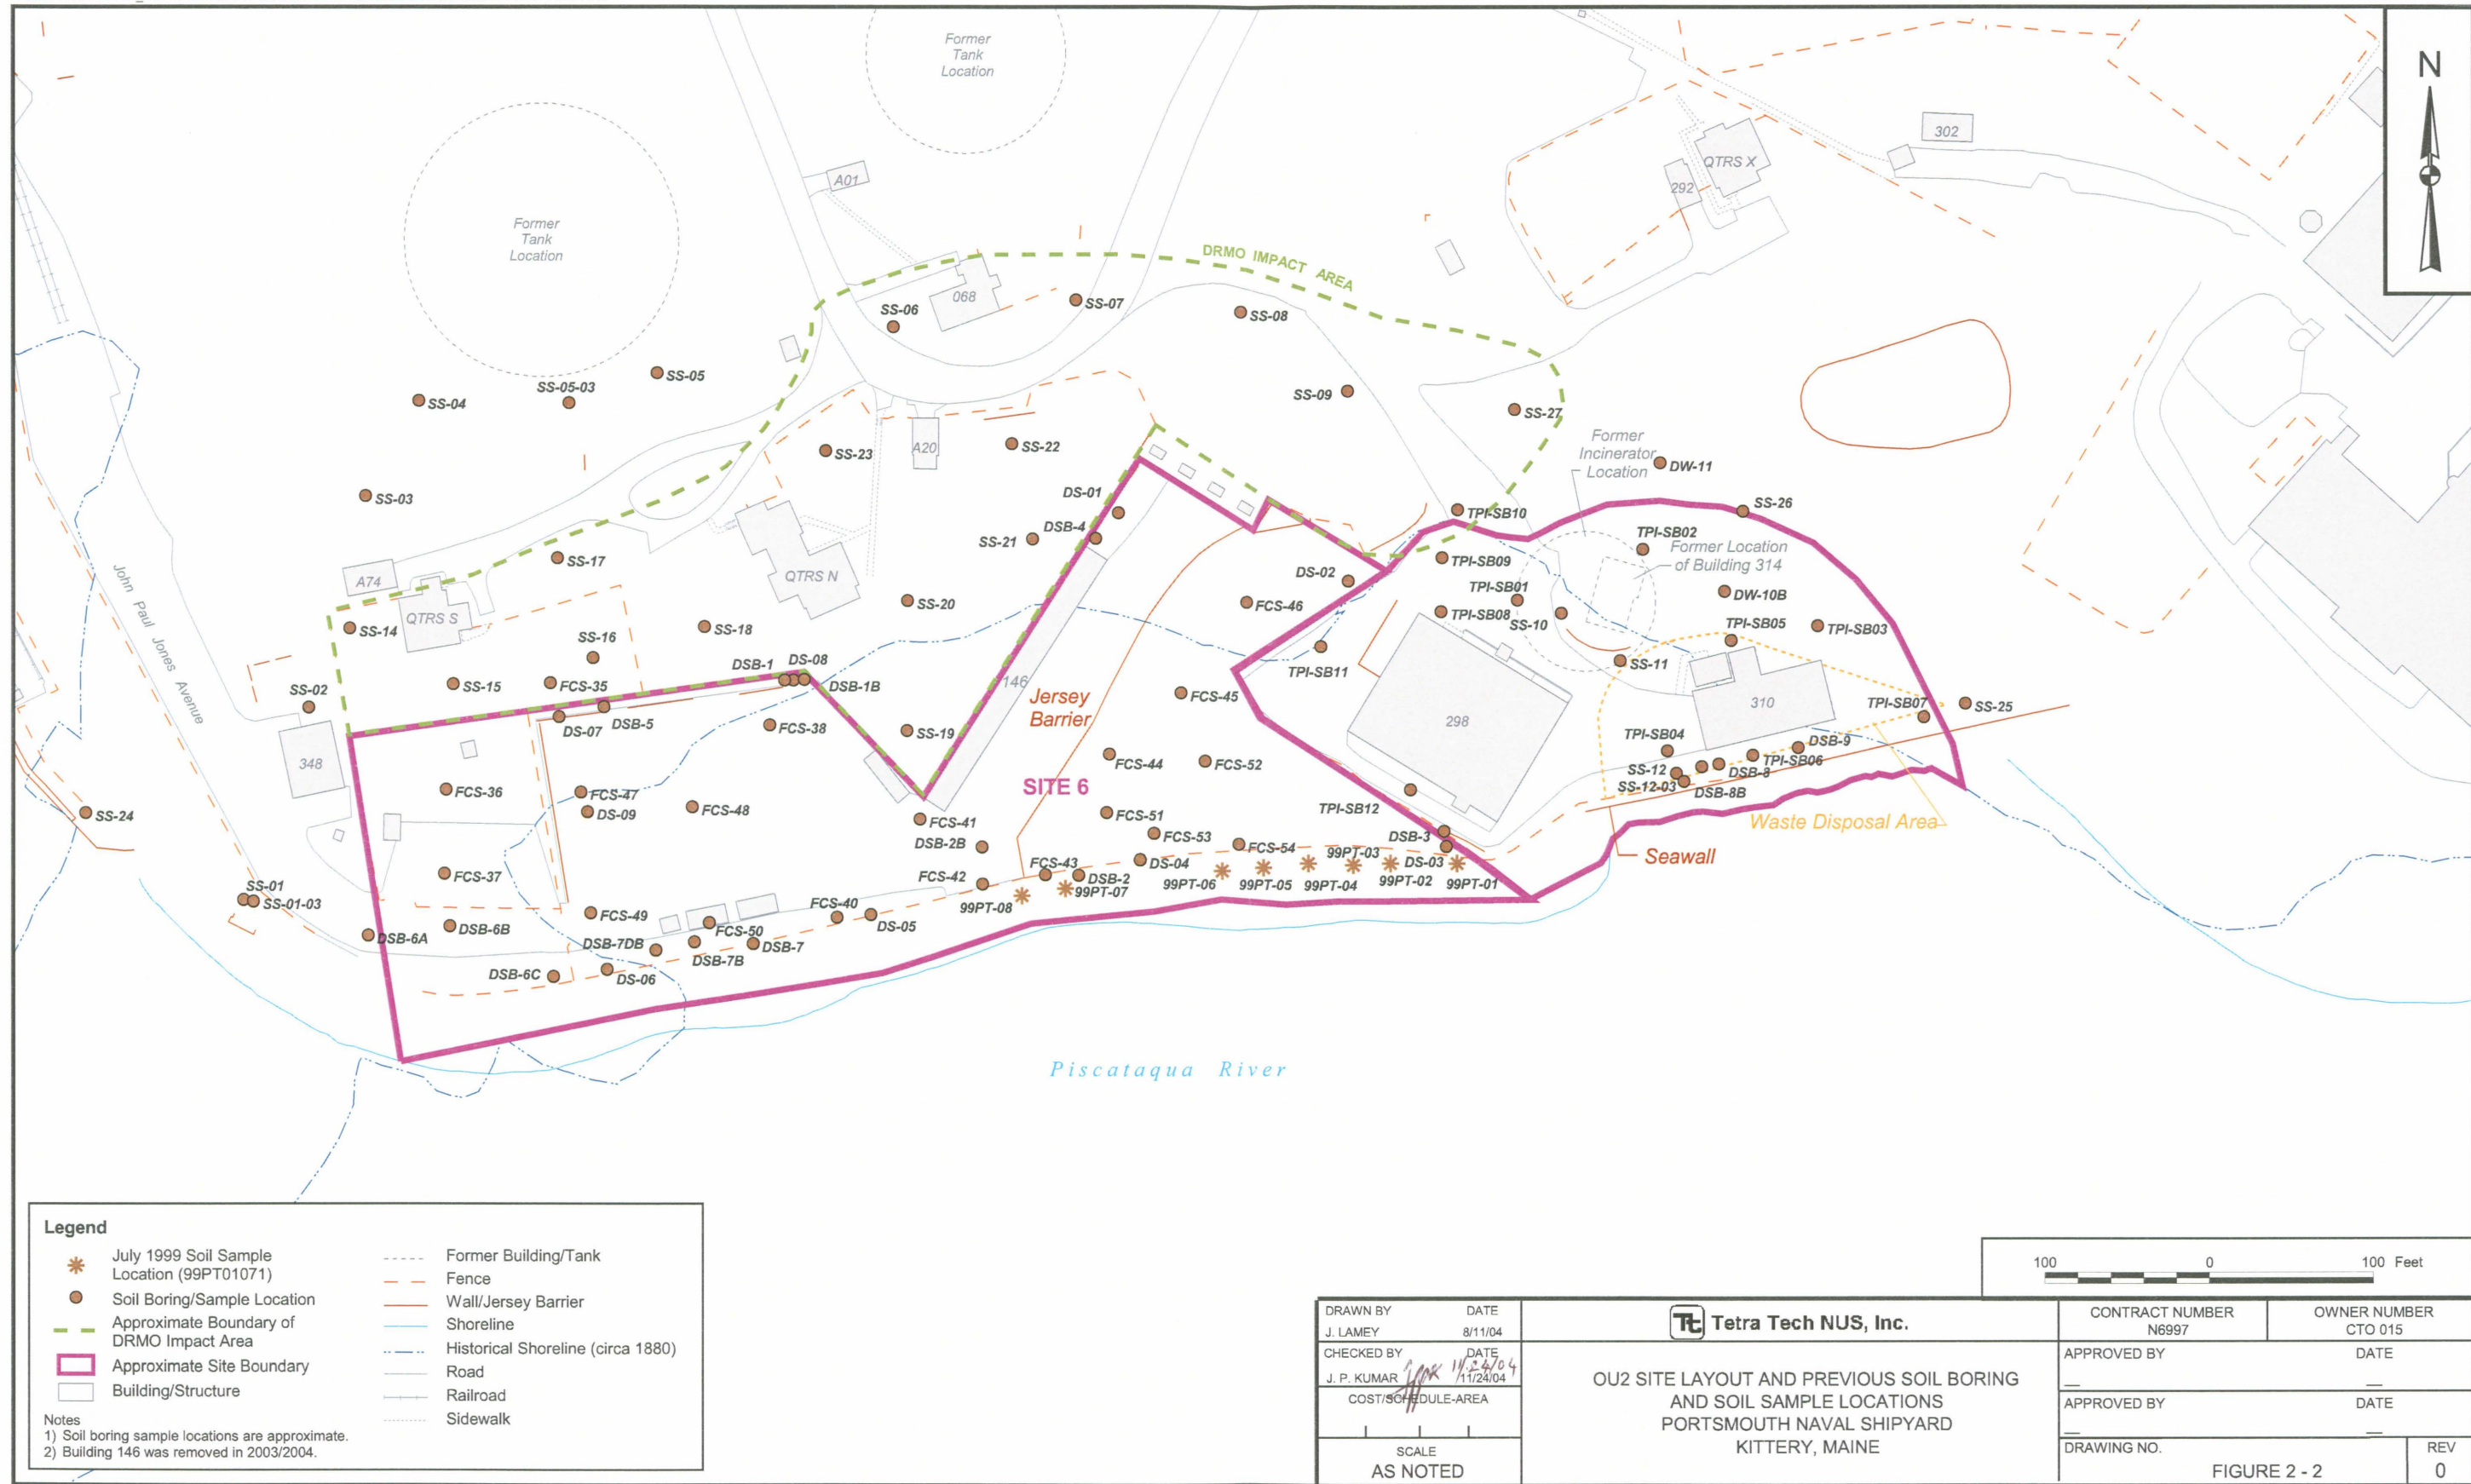 Former
Tank
Location
Former
Tank
Location
A01
N
302
QTRS X
292
DRMO IMPACT AREA
068
SS-06
SS-07
SS-08
SS-05
SS-05-03
SS-04
SS-09
SS-27
SS-03
SS-23
A20
SS-22
Former
Incinerator
Location
DW-11
DS-01
DSB-4
SS-21
TPI-SB10
SS-26
TPI-SB02
Former Location
of Building 314
SS-17
A74
QTRS S
QTRS N
DS-02
TPI-SB09
TPI-SB01
DW-10B
SS-20
FCS-46
TPI-SB08
SS-10
TPI-SB05
TPI-SB03
SS-14
SS-18
SS-16
TPI-SB11
SS-11
John Paul Jones Avenue
DSB-1
DS-08
DSB-1B
SS-15
FCS-35
SS-02
146
Jersey
Barrier
FCS-45
310
TPI-SB07
SS-25
DS-07
DSB-5
FCS-38
SS-19
298
348
TPI-SB04
DSB-9
FCS-44
FCS-52
TPI-SB06
SS-12
DSB-8
SS-12-03
DSB-8B
SITE 6
FCS-36
FCS-47
DS-09
FCS-48
TPI-SB12
SS-24
FCS-41
FCS-51
Waste Disposal Area
DSB-2B
FCS-53
FCS-54
DSB-3
Seawall
FCS-37
FCS-42
FCS-43
DSB-2
DS-04
99PT-03
DS-03
99PT-06
99PT-05
99PT-04
99PT-02
99PT-01
99PT-07
99PT-08
SS-01
SS-01-03
FCS-49
FCS-40
DS-05
DSB-6A
DSB-6B
FCS-50
DSB-7DB
DSB-7
DSB-7B
DSB-6C
DS-06
Piscataqua River
Legend
July 1999 Soil Sample
Location (99PT01071)
Soil Boring/Sample Location
Approximate Boundary of
DRMO Impact Area
Approximate Site Boundary
Building/Structure
Former Building/Tank
Fence
Wall/Jersey Barrier
Shoreline
Historical Shoreline (circa 1880)
Road
Railroad
Sidewalk
Notes
1) Soil boring sample locations are approximate.
2) Building 146 was removed in 2003/2004.
100 0 100 Feet
DRAWN BY DATE
J. LAMEY 8/11/04
CHECKED BY DATE
11/24/04
J. P. KUMAR 11/24/04
COST/SCHEDULE-AREA
SCALE
AS NOTED
Tt Tetra Tech NUS, Inc.
OU2 SITE LAYOUT AND PREVIOUS SOIL BORING
AND SOIL SAMPLE LOCATIONS
PORTSMOUTH NAVAL SHIPYARD
KITTERY, MAINE
CONTRACT NUMBER
N6997
OWNER NUMBER
CTO 015
APPROVED BY DATE
APPROVED BY DATE
DRAWING NO.
FIGURE 2 - 2
REV
0